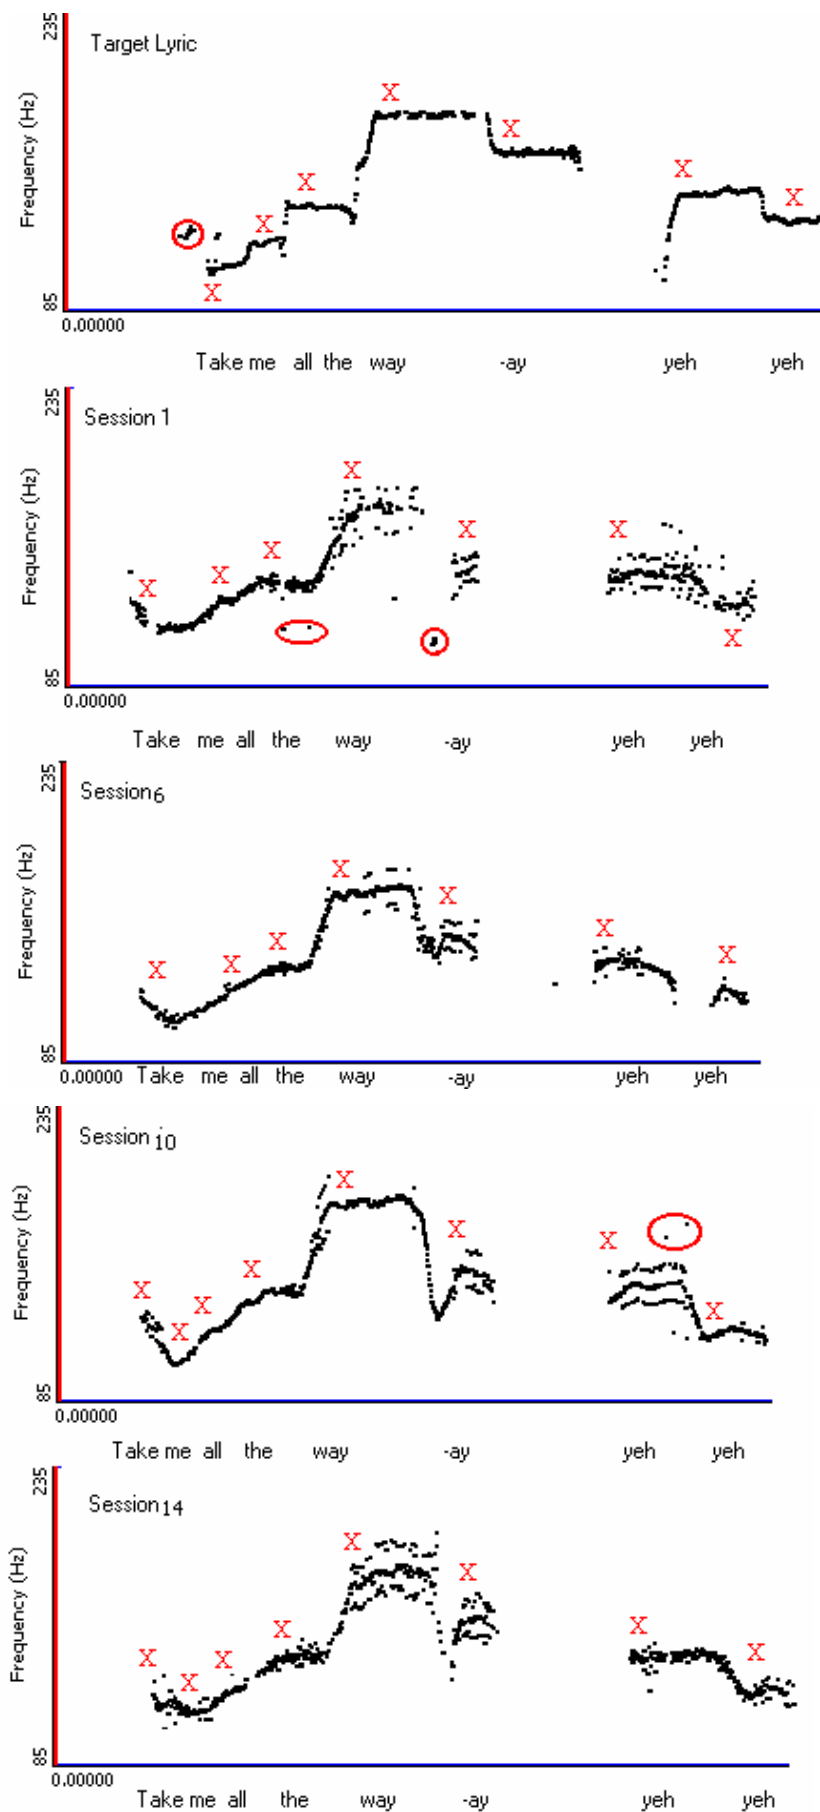 235
Target Lyric
X
X
X
X
X
X
X
X
Frequency (Hz)
85
0.00000
Take me all the way -ay yeh yeh
235
Session 1
X
X
X
X
X
X
X
X
Frequency (Hz)
85
0.00000
Take me all the way -ay yeh yeh
235
Session 6
X
X
X
X
X
X
X
X
Frequency (Hz)
85
0.00000 Take me all the way -ay yeh yeh
235
Session 10
X
X
X
X
X
X
X
X
X
Frequency (Hz)
85
0.00000
Take me all the way -ay yeh yeh
235
Session 14
X
X
X
X
X
X
X
X
Frequency (Hz)
85
0.00000
Take me all the way -ay yeh yeh